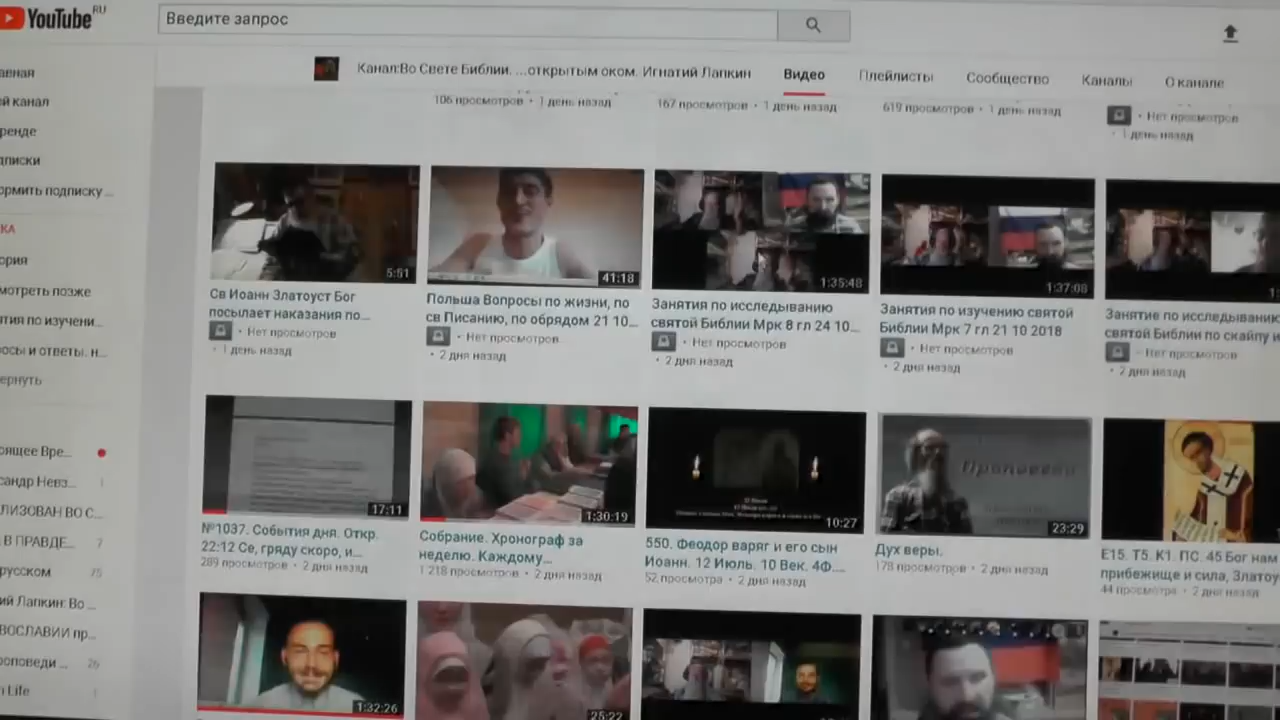 YouTube RU
Введите запрос
Канал:Во Свете Библии. ...открытым оком. Игнатий Лапкин
Видео
Плейлисты
Сообщество
Каналы
О канале
й канал
ормить подписку ...
мотреть позже
тия по изучени...
осы и ответы. н...
ернуть
ящее Вре...
сандр Невз...
ЛИЗОВАН ВО С...
В ПРАВДЕ...
7
русском
75
ий Лапкин: Во ...
ВОСЛАВИИ пр...
оповеди ...
26
n Life
106 просмотров • 1 день назад
167 просмотров • 1 день назад
619 просмотров • 1 день назад
• Нет просмотров
• 1 день назад
5:51
Св Иоанн Златоуст Бог
посылает наказания по...
• Нет просмотров
• 1 день назад
41:18
Польша Вопросы по жизни, по
св Писанию, по обрядом 21 10...
• Нет просмотров
• 2 дня назад
1:35:48
Занятия по исследыванию
святой Библии Мрк 8 гл 24 10...
• Нет просмотров
• 2 дня назад
1:37:08
Занятия по изучению святой
Библии Мрк 7 гл 21 10 2018
• Нет просмотров
• 2 дня назад
Занятие по исследыванию
святой Библии по скайпу и
• Нет просмотров
• 2 дня назад
17:11
№1037. События дня. Откр.
22:12 Се, гряду скоро, и...
289 просмотров • 2 дня назад
1:30:19
Собрание. Хронограф за
неделю. Каждому...
1 218 просмотров • 2 дня назад
10:27
550. Феодор варяг и его сын
Иоанн. 12 Июль. 10 Век. 4Ф....
52 просмотра • 2 дня назад
Проповеди
23:29
Дух веры.
178 просмотров • 2 дня назад
Е15. Т5. К1. ПС. 45 Бог нам
прибежище и сила, Златоу
44 просмотра • 2 дня назад
1:32:26
25:22